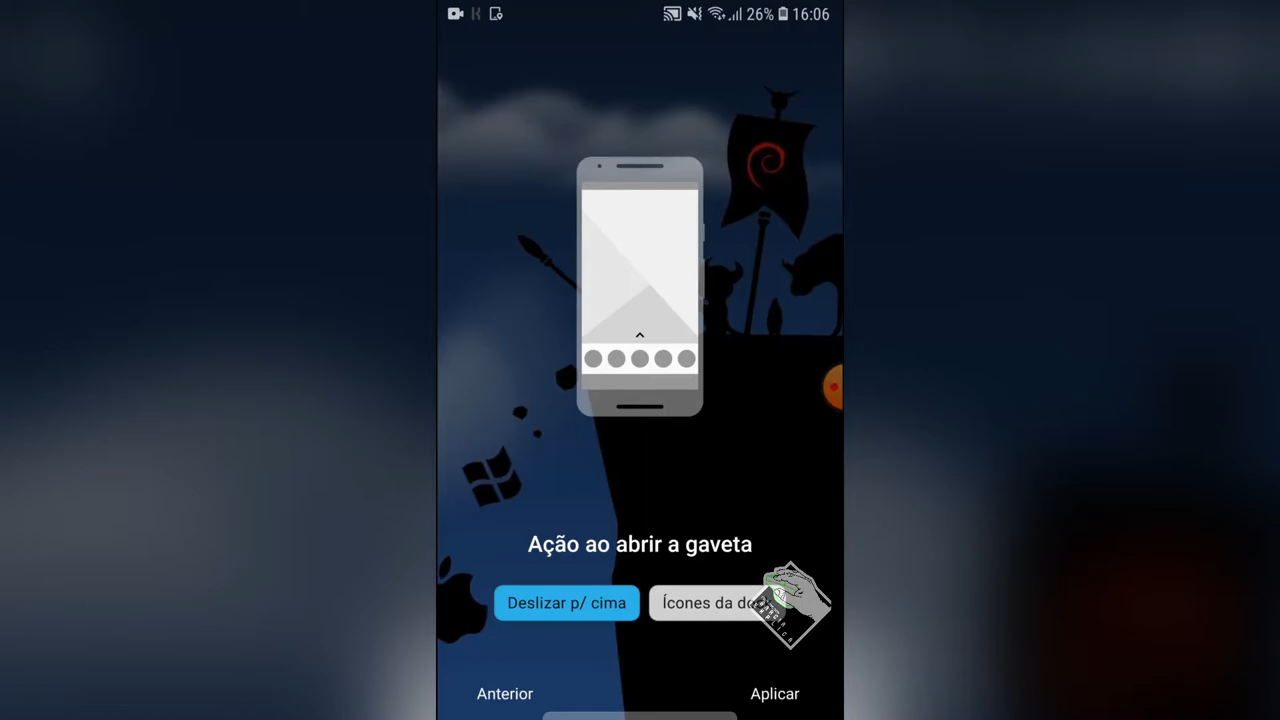 26% 16:06
Ação ao abrir a gaveta
Deslizar p/ cima
Ícones da
Anterior
Aplicar